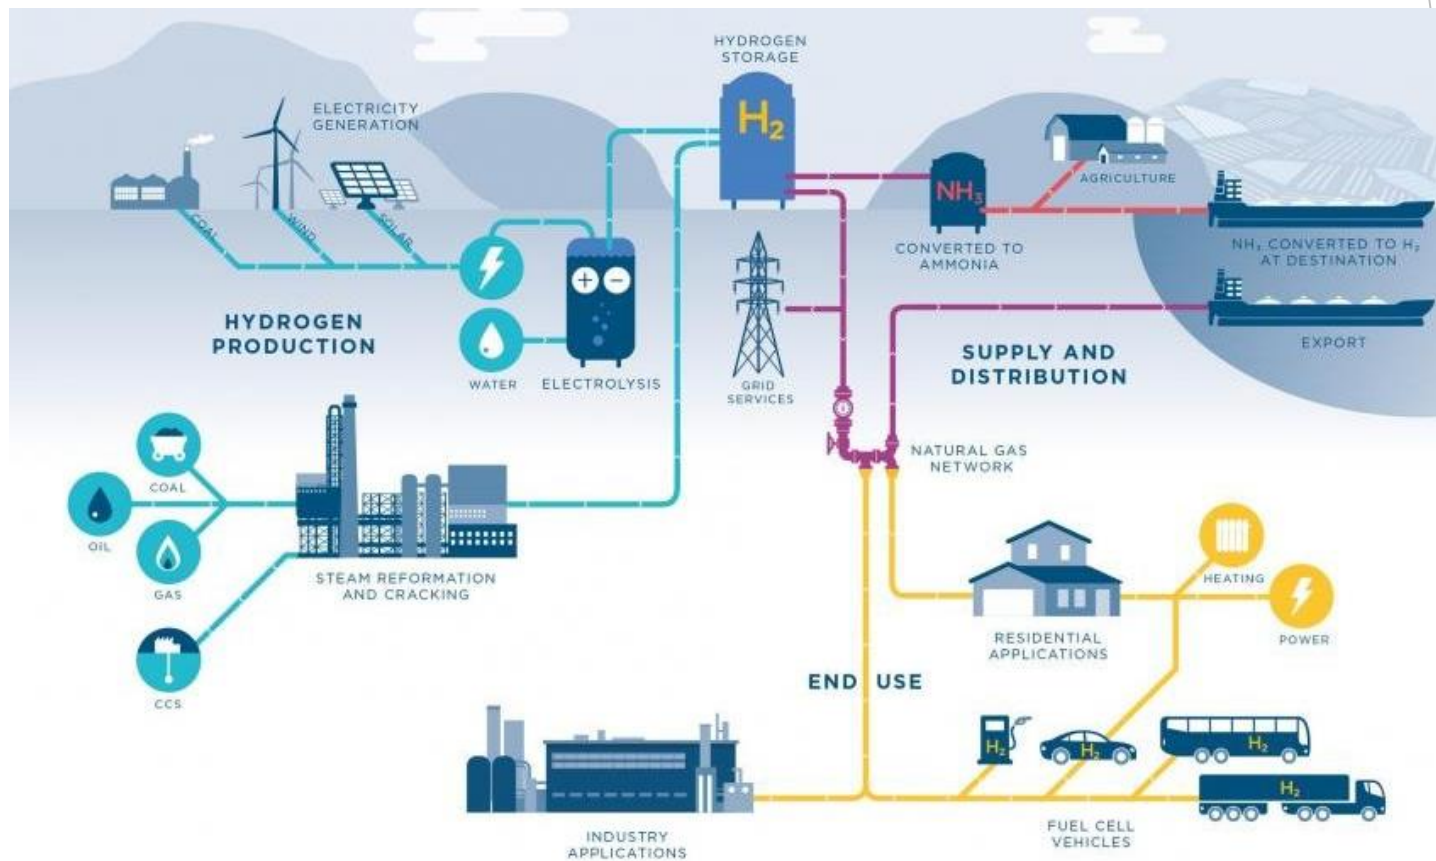 HYDROGEN
STORAGE
H₂
ELECTRICITY
GENERATION
COAL
WIND
SOLAR
HYDROGEN
PRODUCTION
WATER
ELECTROLYSIS
COAL
OiL
GAS
CCS
STEAM REFORMATION
AND CRACKING
NH₃
CONVERTED TO
AMMONIA
AGRICULTURE
NH₃ CONVERTED TO H₂
AT DESTINATION
EXPORT
GRID
SERVICES
SUPPLY AND
DISTRIBUTION
NATURAL GAS
NETWORK
RESIDENTIAL
APPLICATIONS
HEATING
POWER
END USE
H₂
H₂
H₂
H₂
FUEL CELL
VEHICLES
INDUSTRY
APPLICATIONS